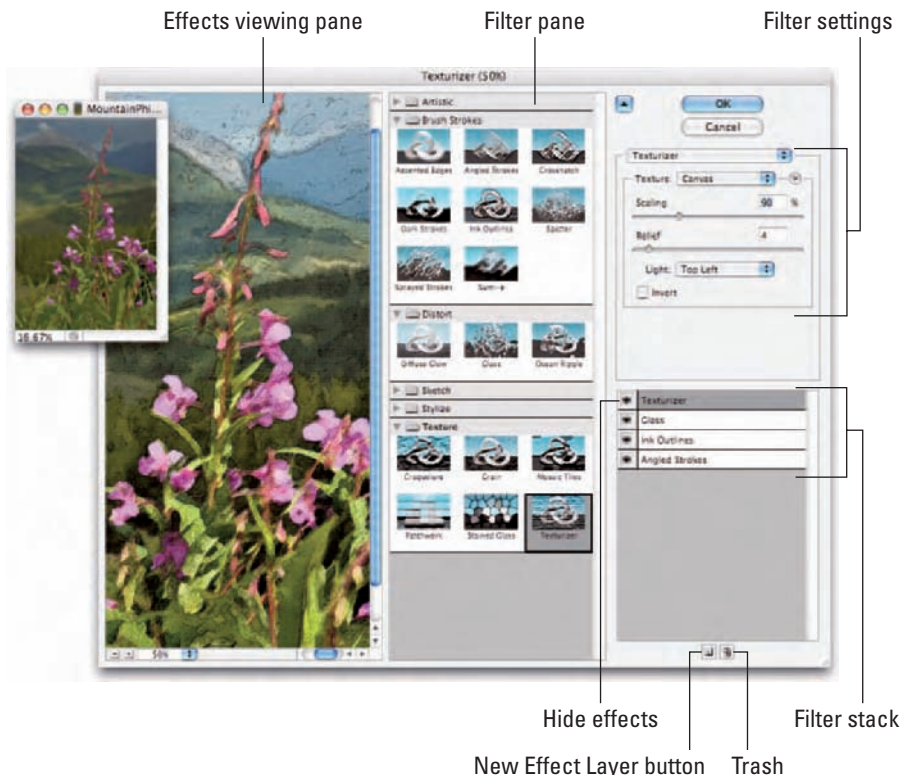 Effects viewing pane
Filter pane
Filter settings
Texturizer (50%)
MountainPhi...
16.67%
Artistic
Brush Strokes
Accented Edges
Angled Strokes
Crosshatch
Dark Strokes
Ink Outlines
Spatter
Sprayed Strokes
Sumi-e
Distort
Diffuse Glow
Glass
Ocean Ripple
Sketch
Stylize
Texture
Craquelure
Grain
Mosaic Tiles
Patchwork
Stained Glass
Texturizer
50%
OK
Cancel
Texturizer
Texture: Canvas
Scaling 90 %
Relief 4
Light: Top Left
Invert
Texturizer
Glass
Ink Outlines
Angled Strokes
Hide effects
Filter stack
New Effect Layer button
Trash